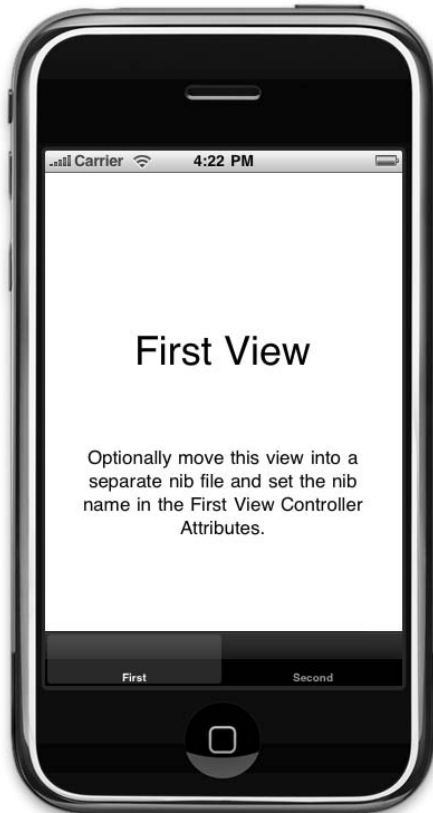 Carrier 4:22 PM
First View
Optionally move this view into a
separate nib file and set the nib
name in the First View Controller
Attributes.
First Second